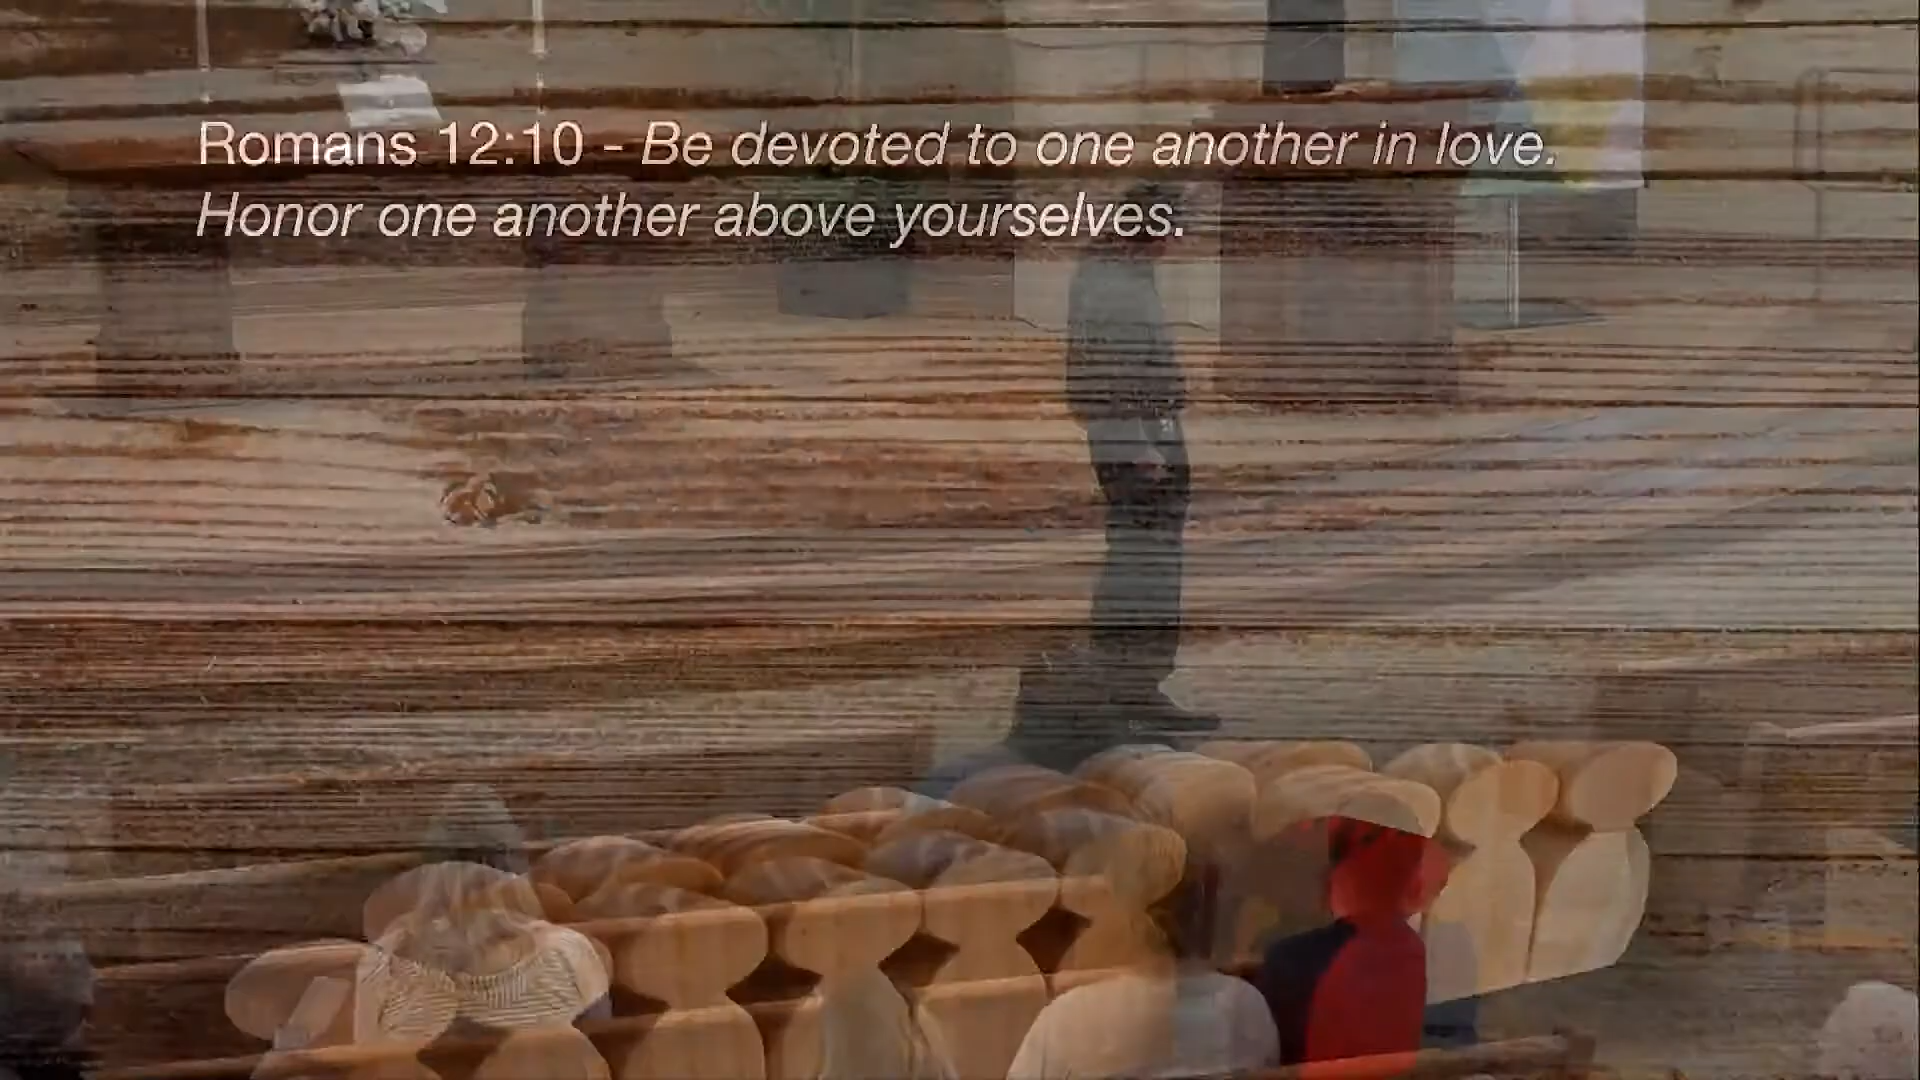 Romans 12:10 - Be devoted to one another in love.
Honor one another above yourselves.